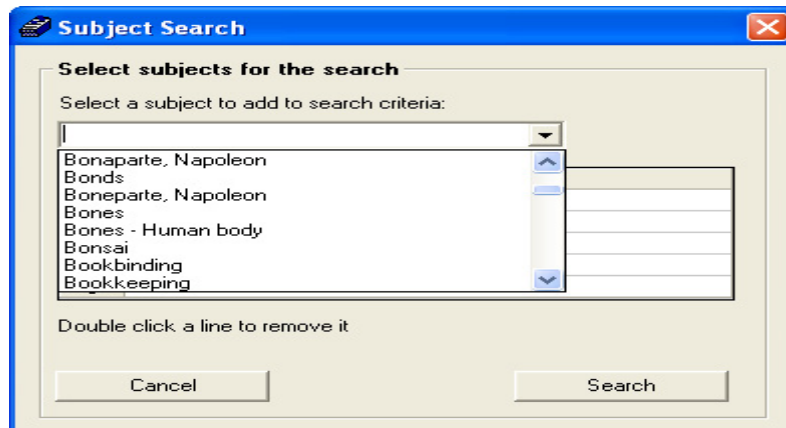 Subject Search
Select subjects for the search
Select a subject to add to search criteria:
Bonaparte, Napoleon
Bonds
Boneparte, Napoleon
Bones
Bones - Human body
Bonsai
Bookbinding
Bookkeeping
Double click a line to remove it
Cancel
Search